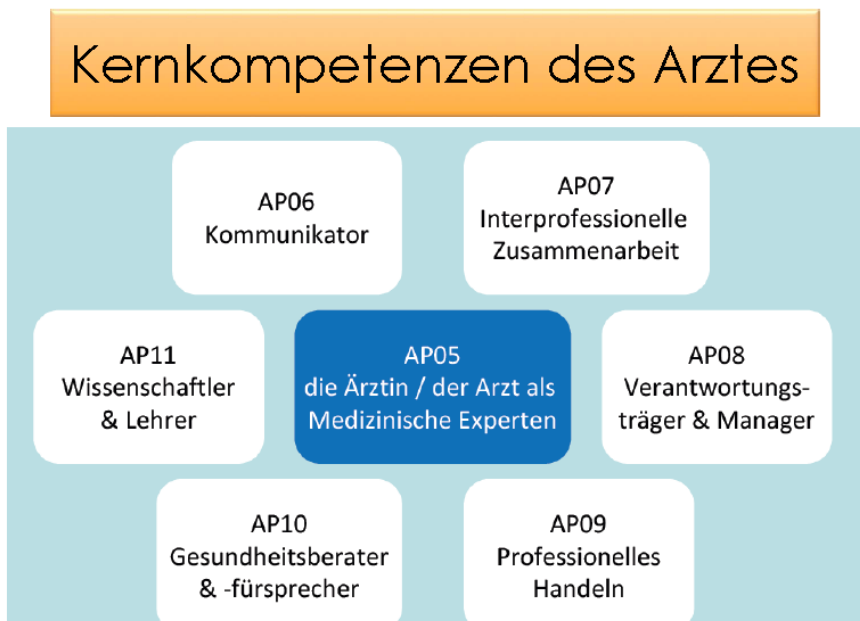 Kernkompetenzen des Arztes
AP06
Kommunikator
AP07
Interprofessionelle
Zusammenarbeit
AP11
Wissenschaftler
& Lehrer
AP05
die Ärztin / der Arzt als
Medizinische Experten
AP08
Verantwortungs-
träger & Manager
AP10
Gesundheitsberater
& -fürsprecher
AP09
Professionelles
Handeln